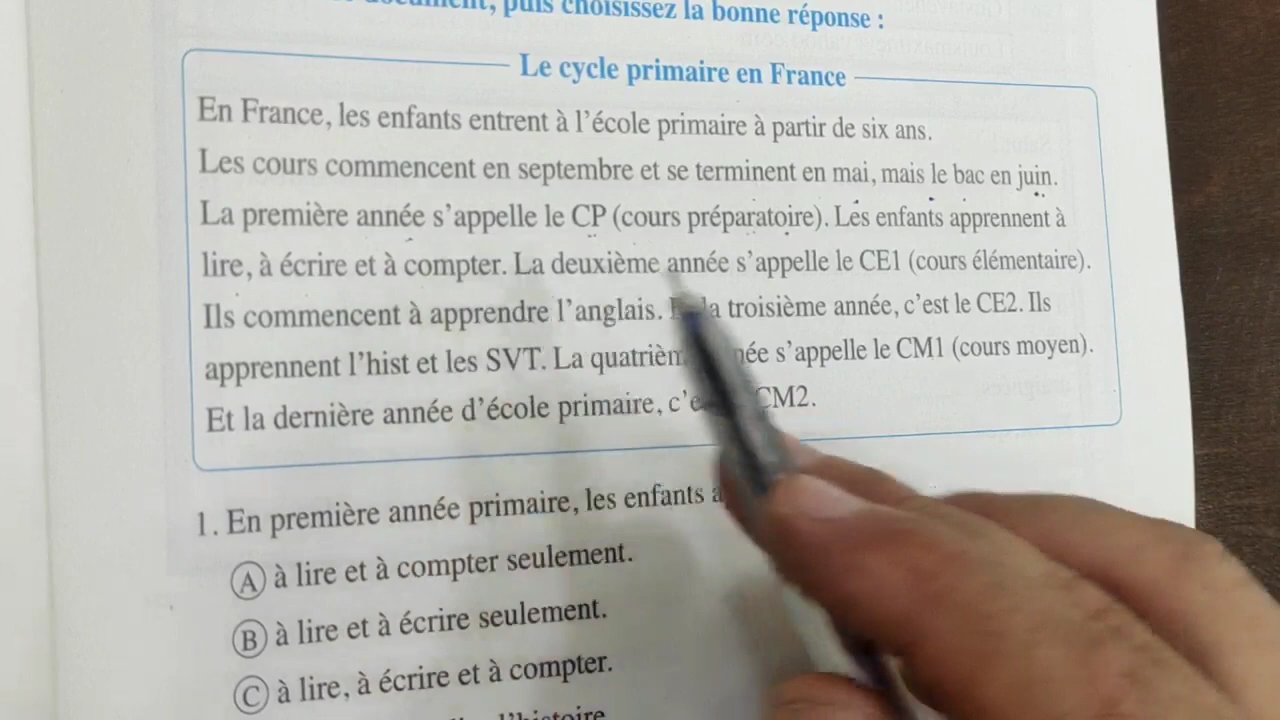 document, puis choisissez la bonne réponse :
Le cycle primaire en France
En France, les enfants entrent à l'école primaire à partir de six ans.
Les cours commencent en septembre et se terminent en mai, mais le bac en juin.
La première année s'appelle le CP (cours préparatoire). Les enfants apprennent à
lire, à écrire et à compter. La deuxième année s'appelle le CE1 (cours élémentaire).
Ils commencent à apprendre l'anglais. la troisième année, c'est le CE2. Ils
apprennent l'hist et les SVT. La s'appelle le CM1 (cours moyen).
Et la dernière année d'école primaire, CM2.
1. En première année primaire, les enfants
A à lire et à compter seulement.
B à lire et à écrire seulement.
C à lire, à écrire et à compter.
l'histoire